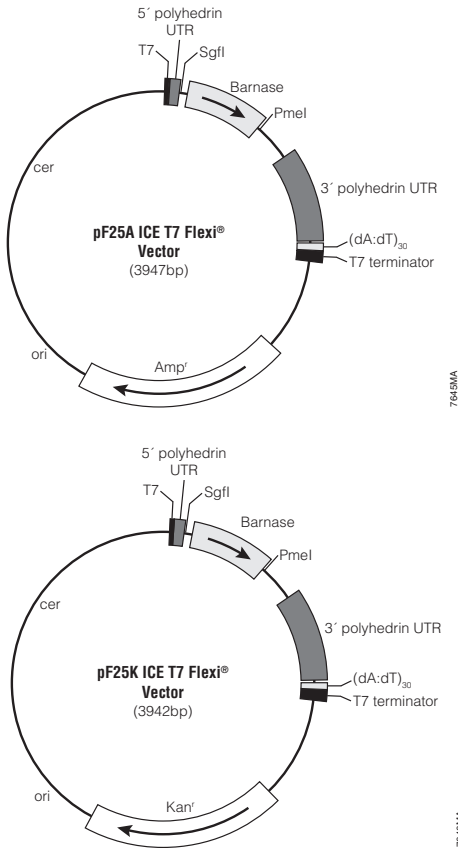 5´ polyhedrin
UTR
T7
SgfI
Barnase
PmeI
cer
3´ polyhedrin UTR
pF25A ICE T7 Flexi®
Vector
(3947bp)
(dA:dT)30
T7 terminator
ori
Ampʳ
7645MA
5´ polyhedrin
UTR
T7
SgfI
Barnase
PmeI
cer
3´ polyhedrin UTR
pF25K ICE T7 Flexi®
Vector
(3942bp)
(dA:dT)30
T7 terminator
ori
Kanʳ